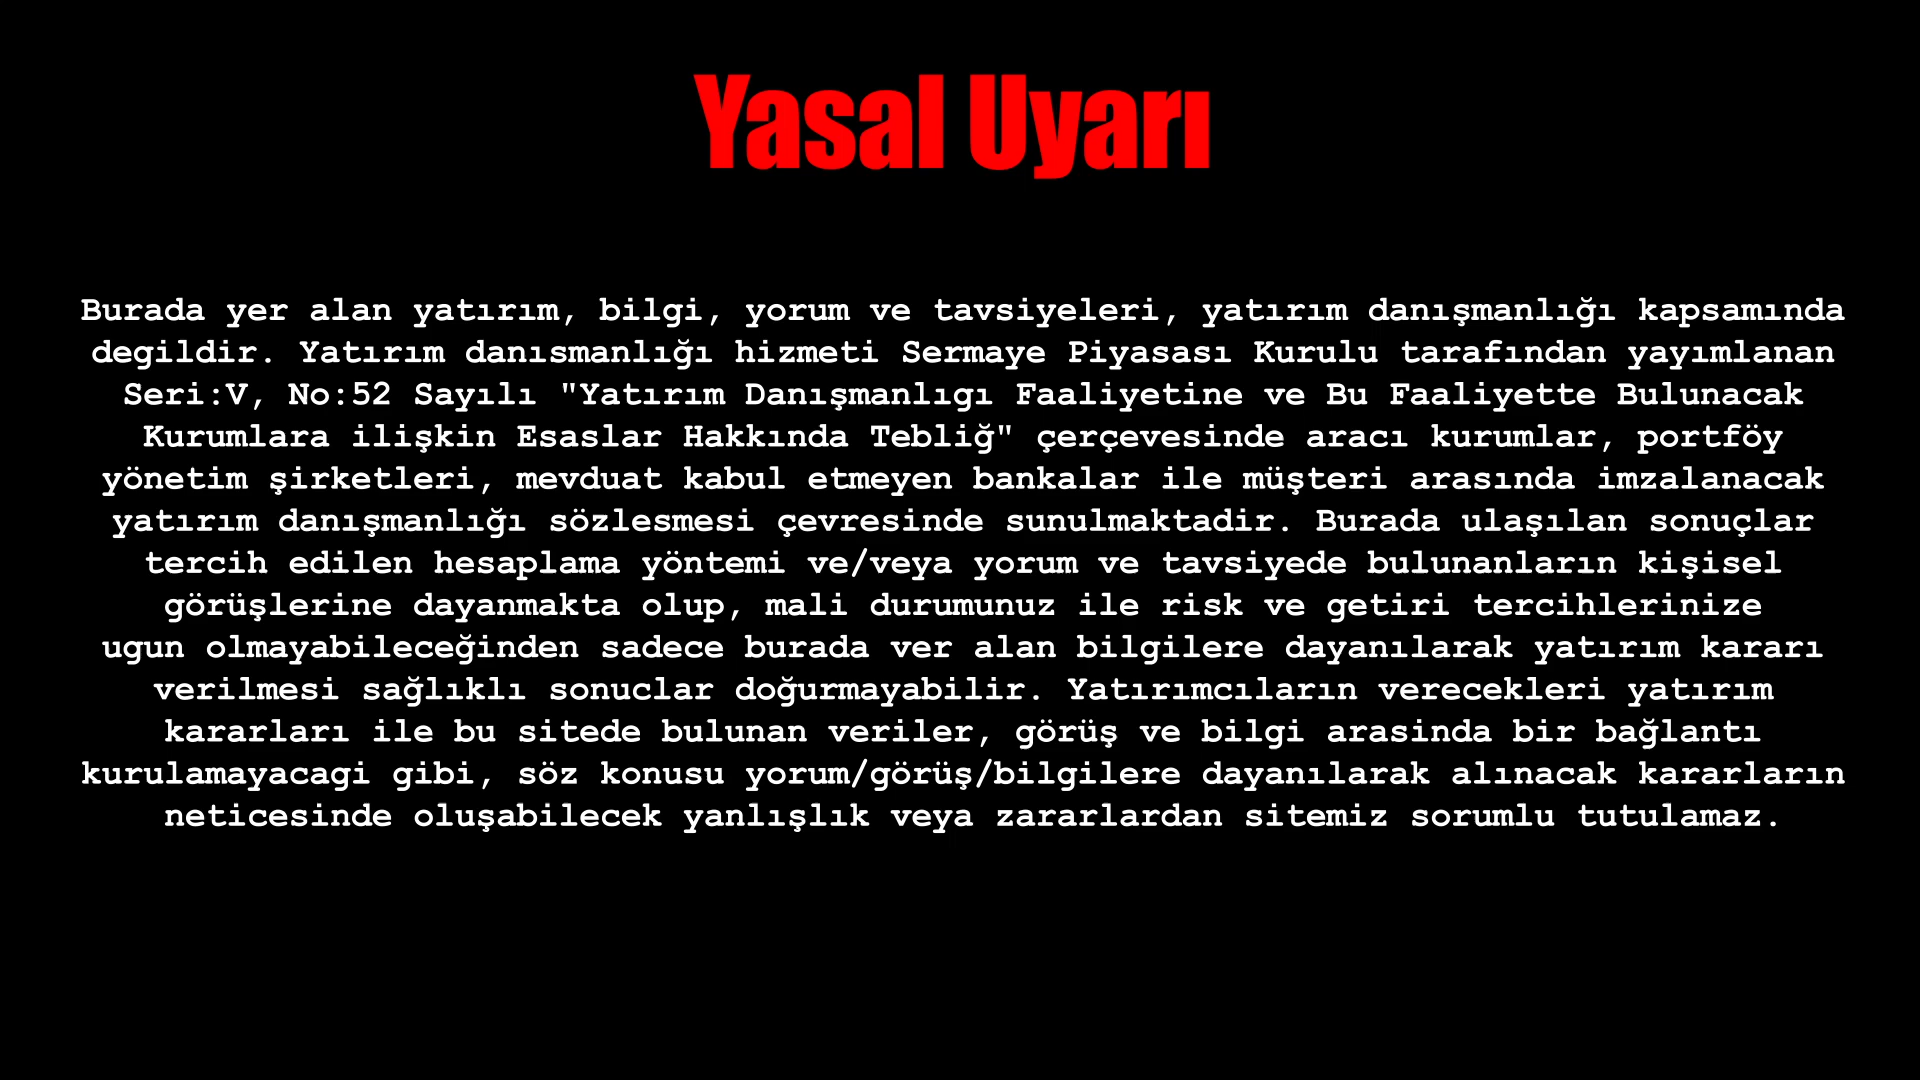 Yasal Uyarı
Burada yer alan yatırım, bilgi, yorum ve tavsiyeleri, yatırım danışmanlığı kapsamında
degildir. Yatırım danısmanlığı hizmeti Sermaye Piyasası Kurulu tarafından yayımlanan
Seri:V, No:52 Sayılı "Yatırım Danışmanlıgı Faaliyetine ve Bu Faaliyette Bulunacak
Kurumlara ilişkin Esaslar Hakkında Tebliğ" çerçevesinde aracı kurumlar, portföy
yönetim şirketleri, mevduat kabul etmeyen bankalar ile müşteri arasında imzalanacak
yatırım danışmanlığı sözlesmesi çevresinde sunulmaktadir. Burada ulaşılan sonuçlar
tercih edilen hesaplama yöntemi ve/veya yorum ve tavsiyede bulunanların kişisel
görüşlerine dayanmakta olup, mali durumunuz ile risk ve getiri tercihlerinize
ugun olmayabileceğinden sadece burada ver alan bilgilere dayanılarak yatırım kararı
verilmesi sağlıklı sonuclar doğurmayabilir. Yatırımcıların verecekleri yatırım
kararları ile bu sitede bulunan veriler, görüş ve bilgi arasinda bir bağlantı
kurulamayacagi gibi, söz konusu yorum/görüş/bilgilere dayanılarak alınacak kararların
neticesinde oluşabilecek yanlışlık veya zararlardan sitemiz sorumlu tutulamaz.